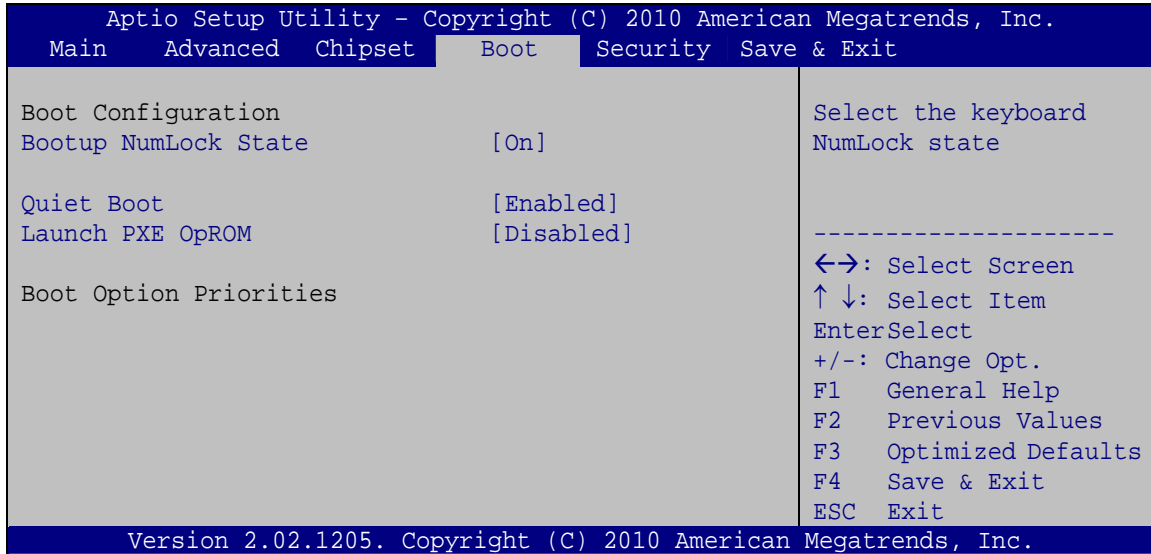 Aptio Setup Utility – Copyright (C) 2010 American Megatrends, Inc.
Main Advanced Chipset Boot Security Save & Exit
Boot Configuration
Bootup NumLock State [On]
Quiet Boot [Enabled]
Launch PXE OpROM [Disabled]
Boot Option Priorities
Select the keyboard
NumLock state
---------------------
←→: Select Screen
↑ ↓: Select Item
EnterSelect
+/-: Change Opt.
F1 General Help
F2 Previous Values
F3 Optimized Defaults
F4 Save & Exit
ESC Exit
Version 2.02.1205. Copyright (C) 2010 American Megatrends, Inc.